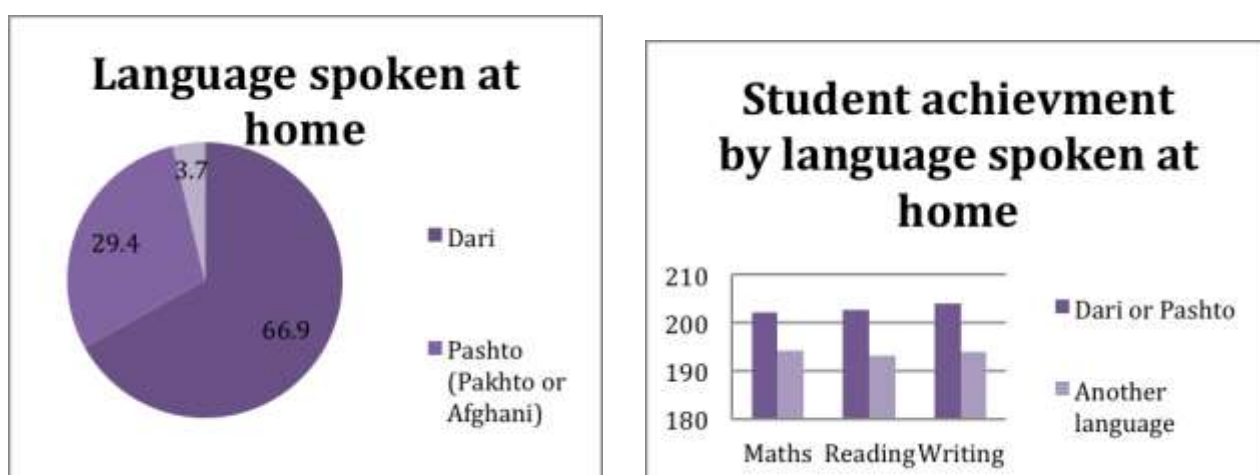 Language spoken at
home
3.7
29.4
66.9
Dari
Pashto
(Pakhto or
Afghani)
Student achievment
by language spoken at
home
210
200
190
180
Maths Reading Writing
Dari or Pashto
Another
language